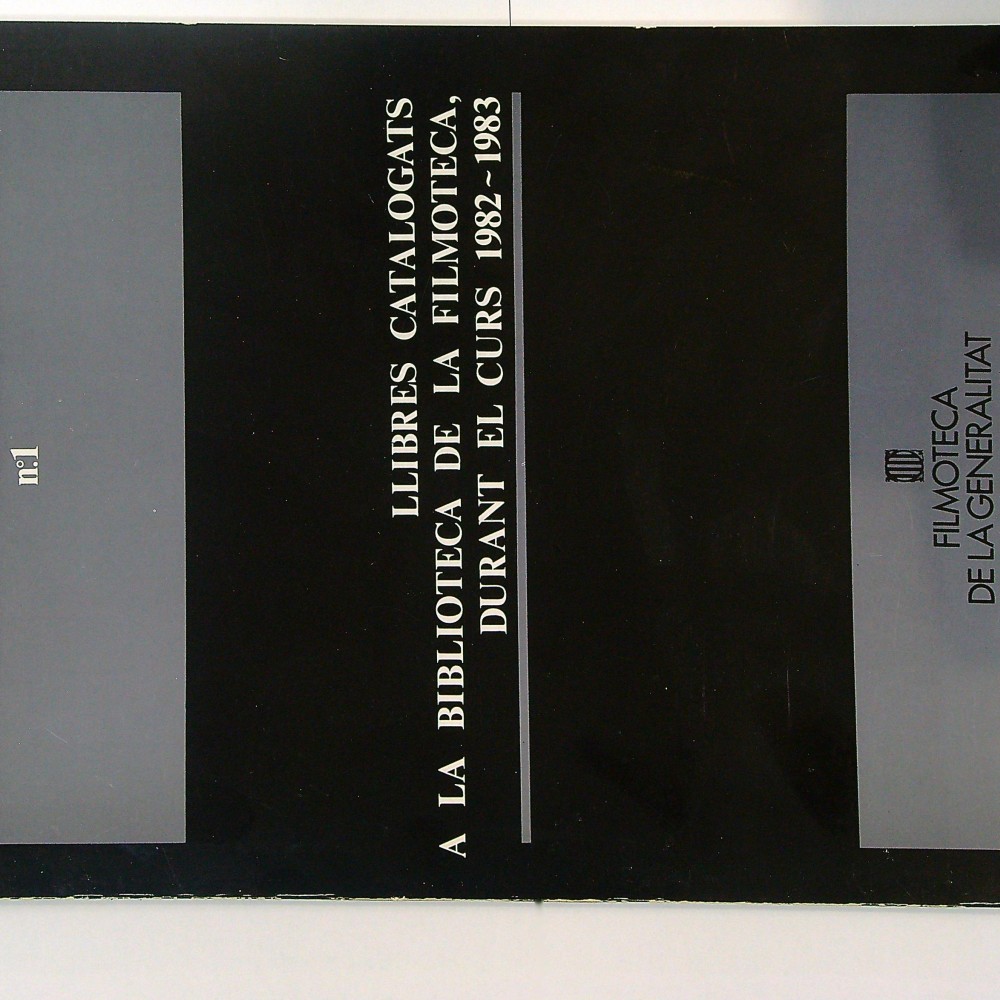 n.º1
LLIBRES CATALOGATS
A LA BIBLIOTECA DE LA FILMOTECA,
DURANT EL CURS 1982~1983
FILMOTECA
DE LA GENERALITAT